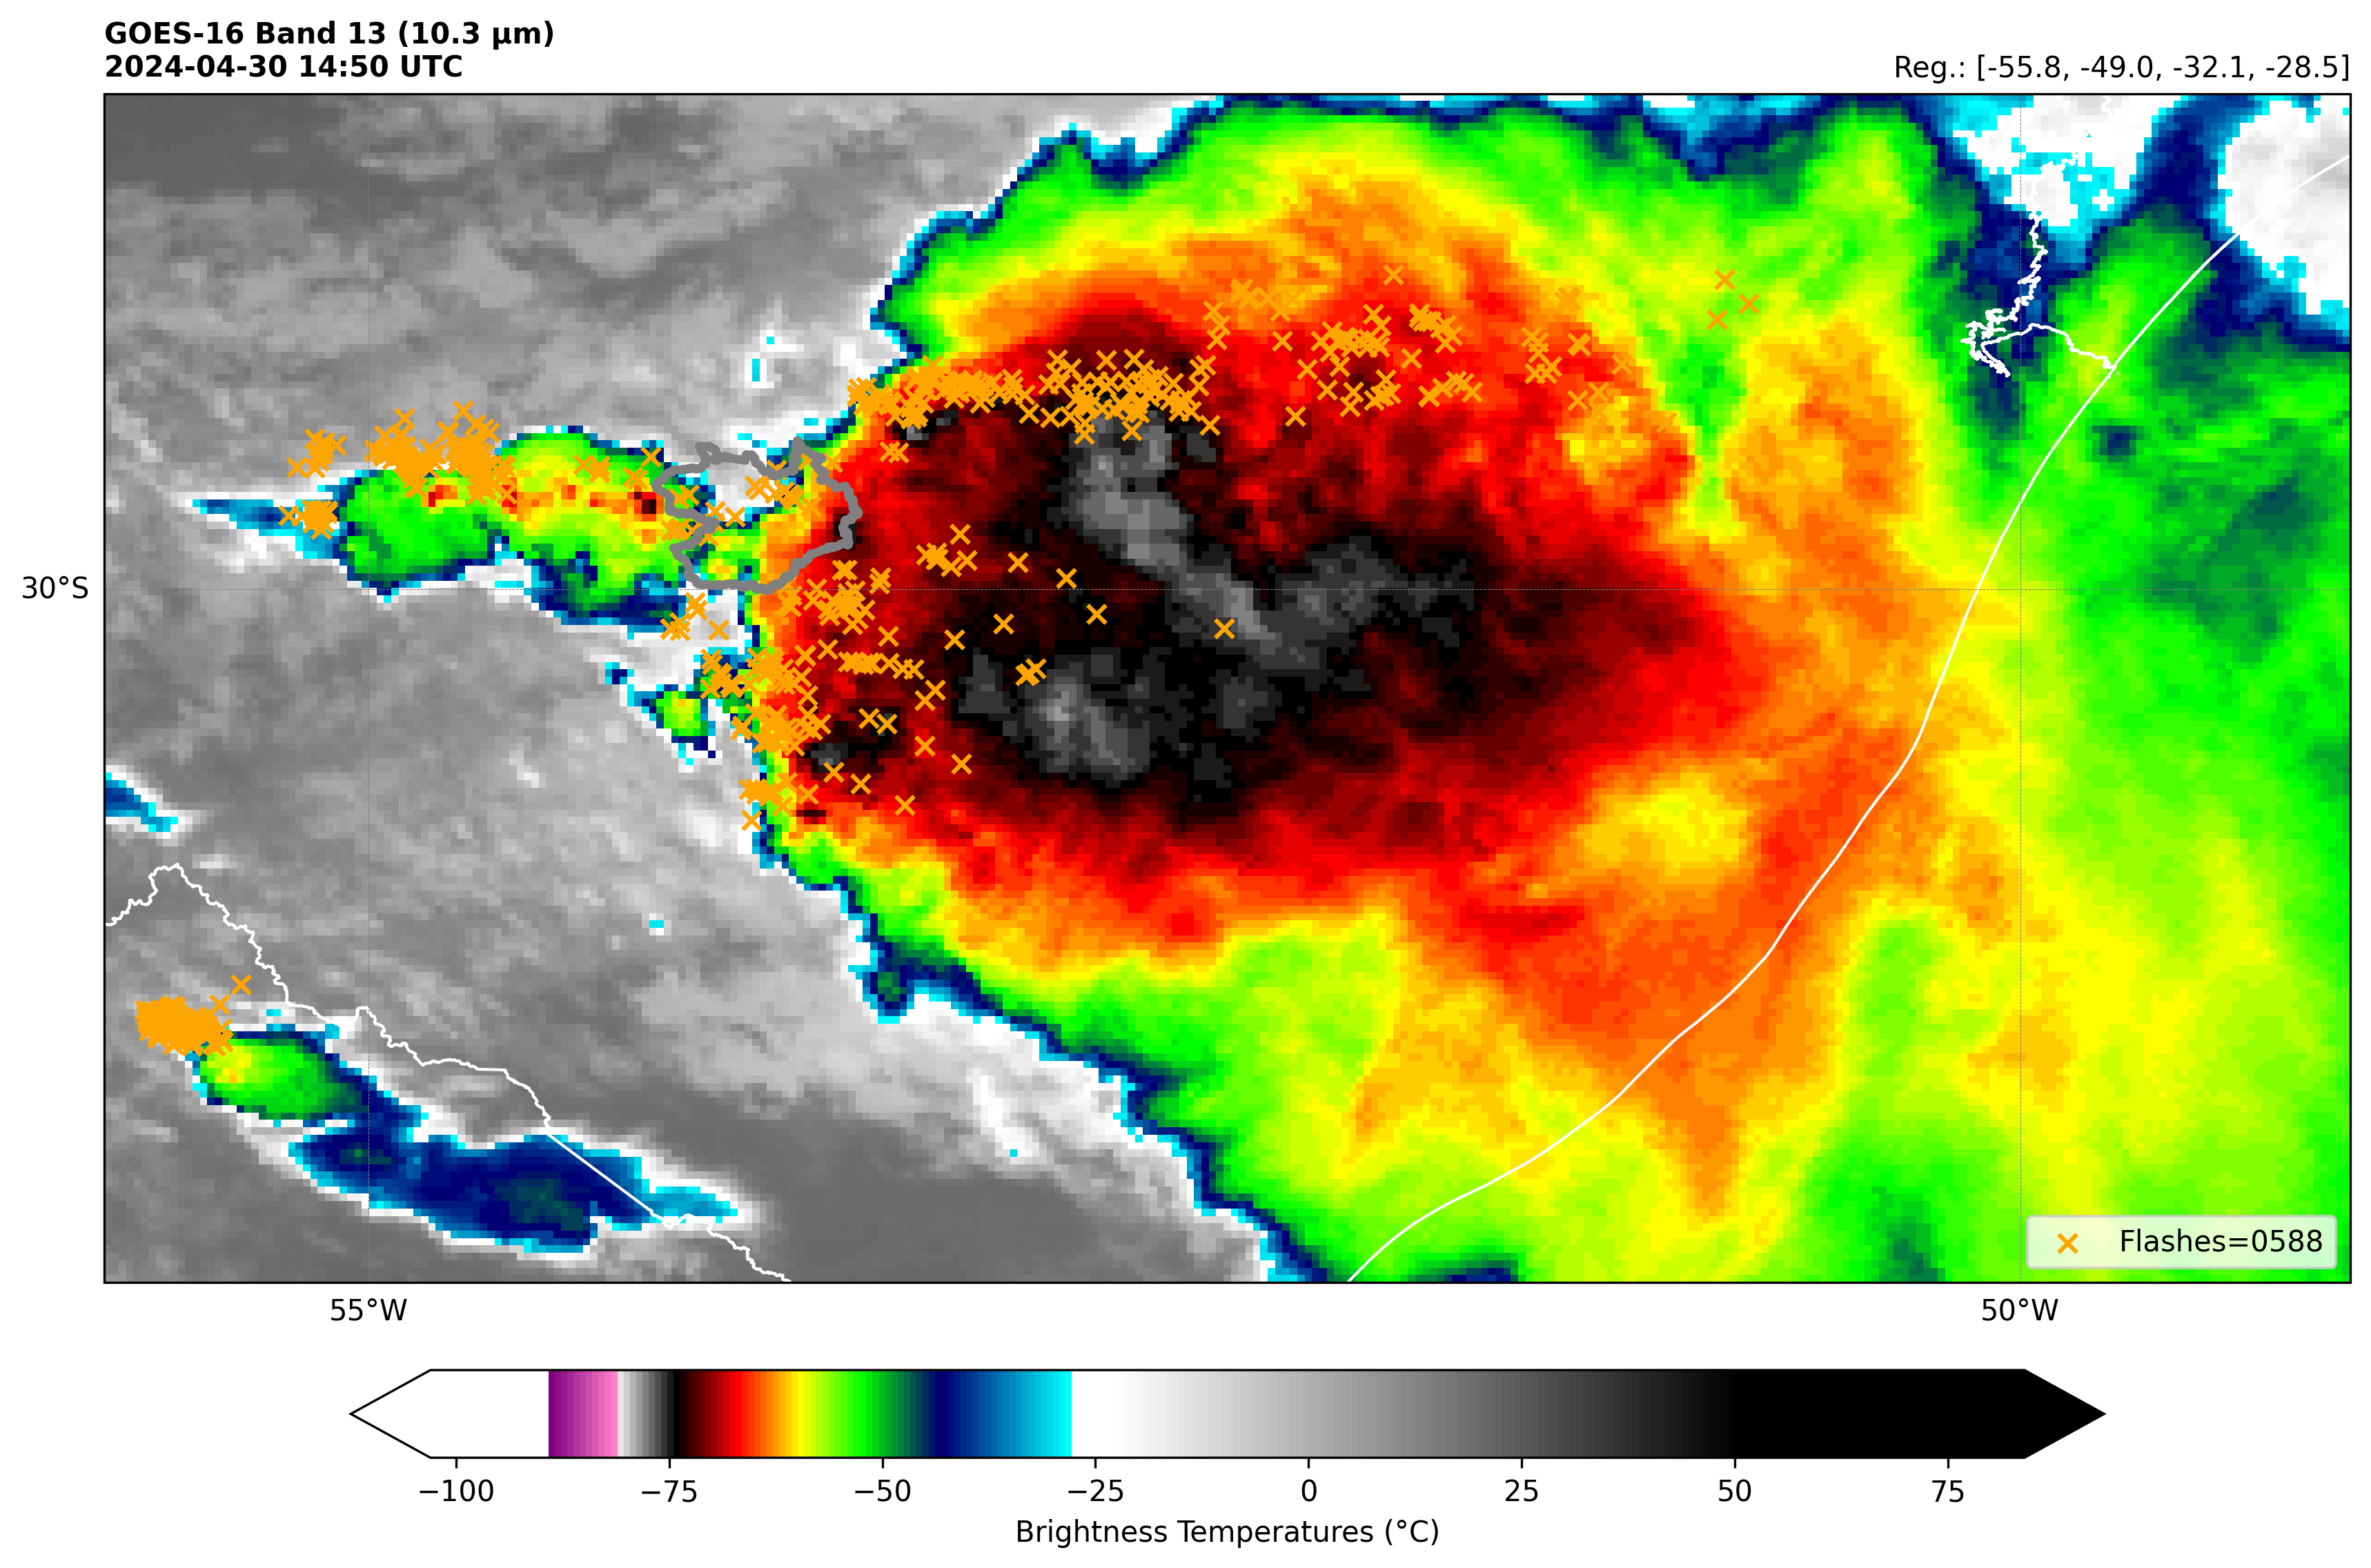 GOES-16 Band 13 (10.3 µm)
2024-04-30 14:50 UTC
Reg.: [-55.8, -49.0, -32.1, -28.5]
30°S
Flashes=0588
55°W
50°W
−100
−75
−50
−25
0
25
50
75
Brightness Temperatures (°C)